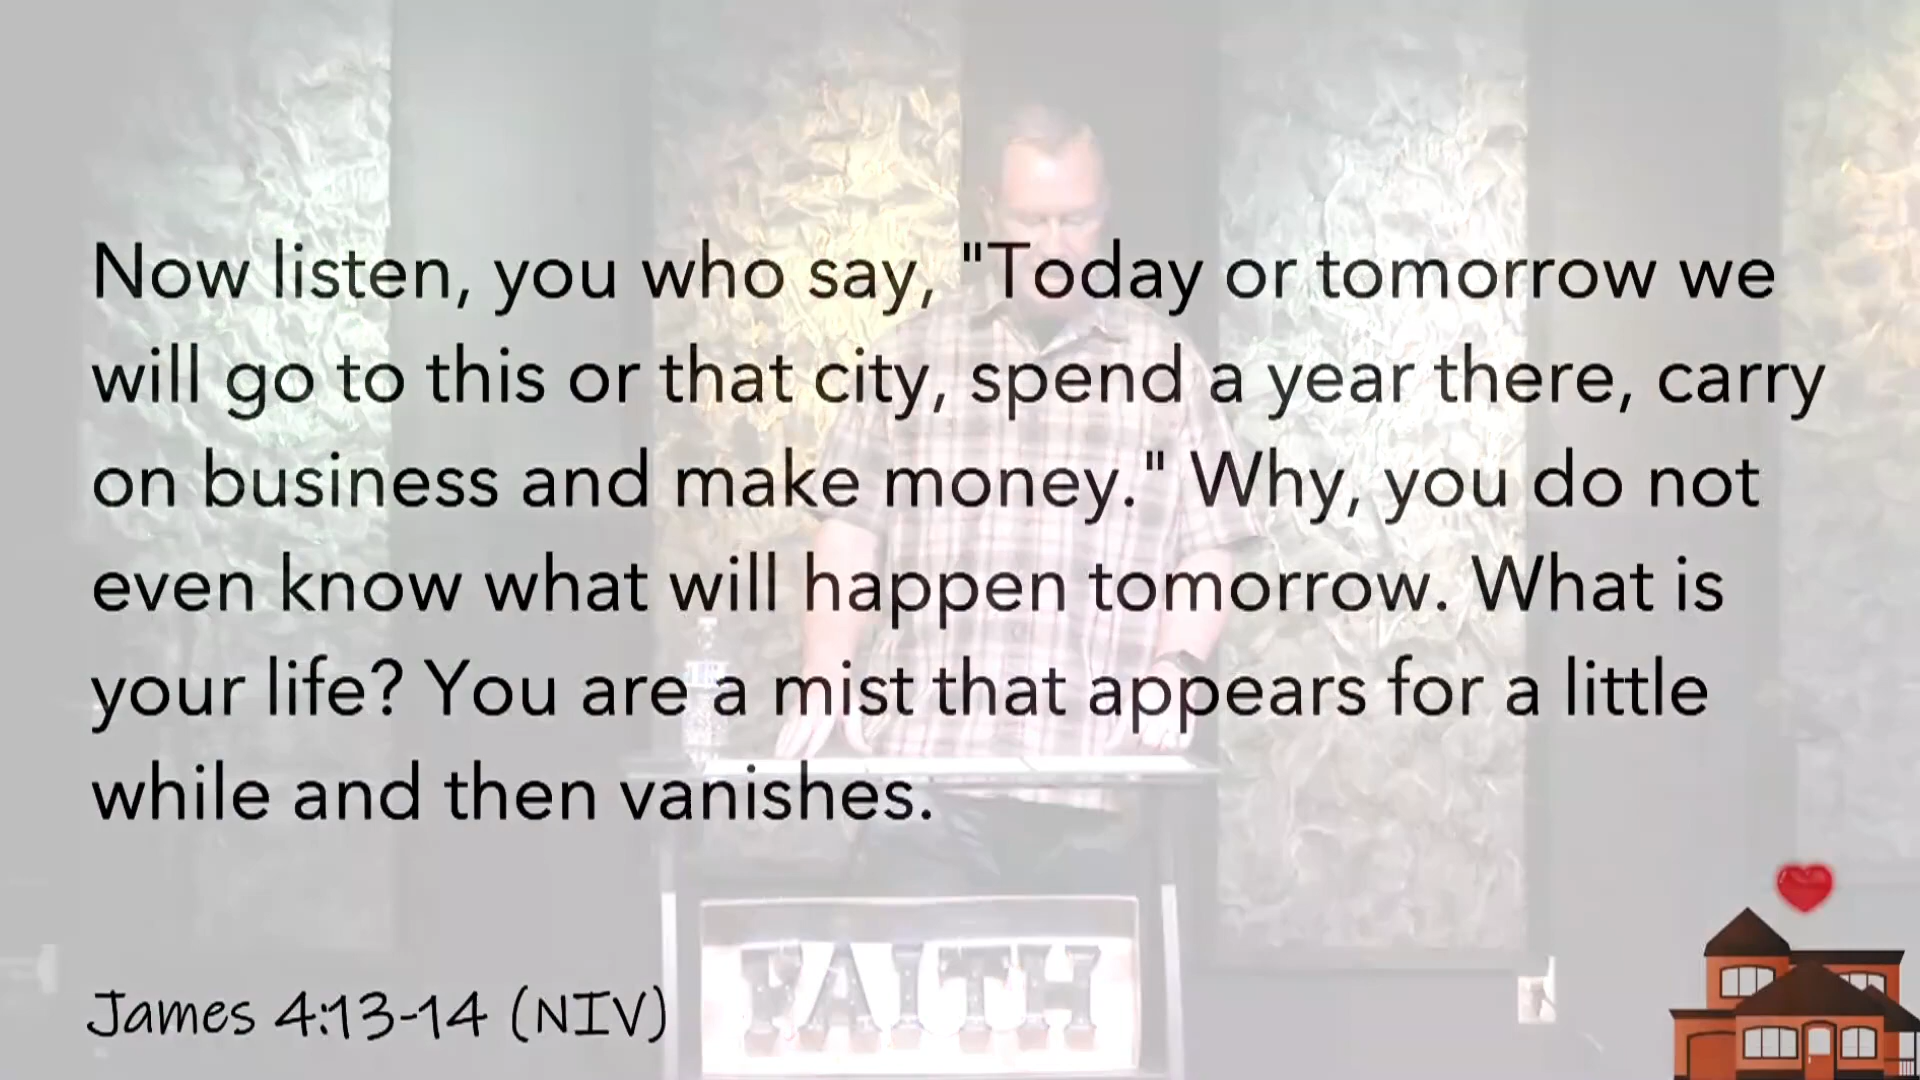 Now listen, you who say, "Today or tomorrow we
will go to this or that city, spend a year there, carry
on business and make money." Why, you do not
even know what will happen tomorrow. What is
your life? You are a mist that appears for a little
while and then vanishes.
James 4:13-14 (NIV)
FAITH